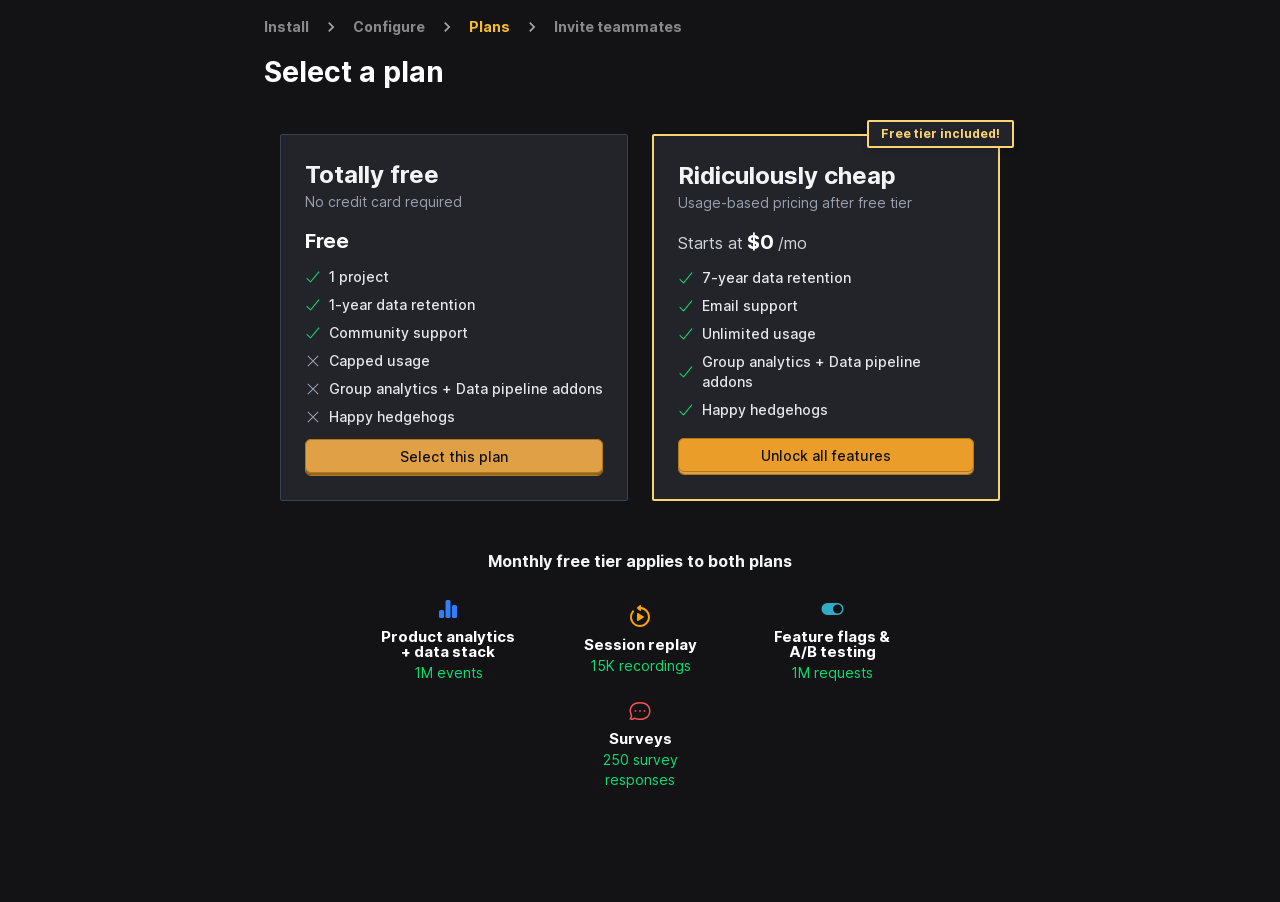 Install
Configure
Plans
Invite teammates
Select a plan
Totally free
No credit card required
Free
1 project
1-year data retention
Community support
Capped usage
Group analytics + Data pipeline addons
Happy hedgehogs
Select this plan
Free tier included!
Ridiculously cheap
Usage-based pricing after free tier
Starts at $0 /mo
7-year data retention
Email support
Unlimited usage
Group analytics + Data pipeline
addons
Happy hedgehogs
Unlock all features
Monthly free tier applies to both plans
Product analytics
+ data stack
1M events
Session replay
15K recordings
Feature flags &
A/B testing
1M requests
Surveys
250 survey
responses